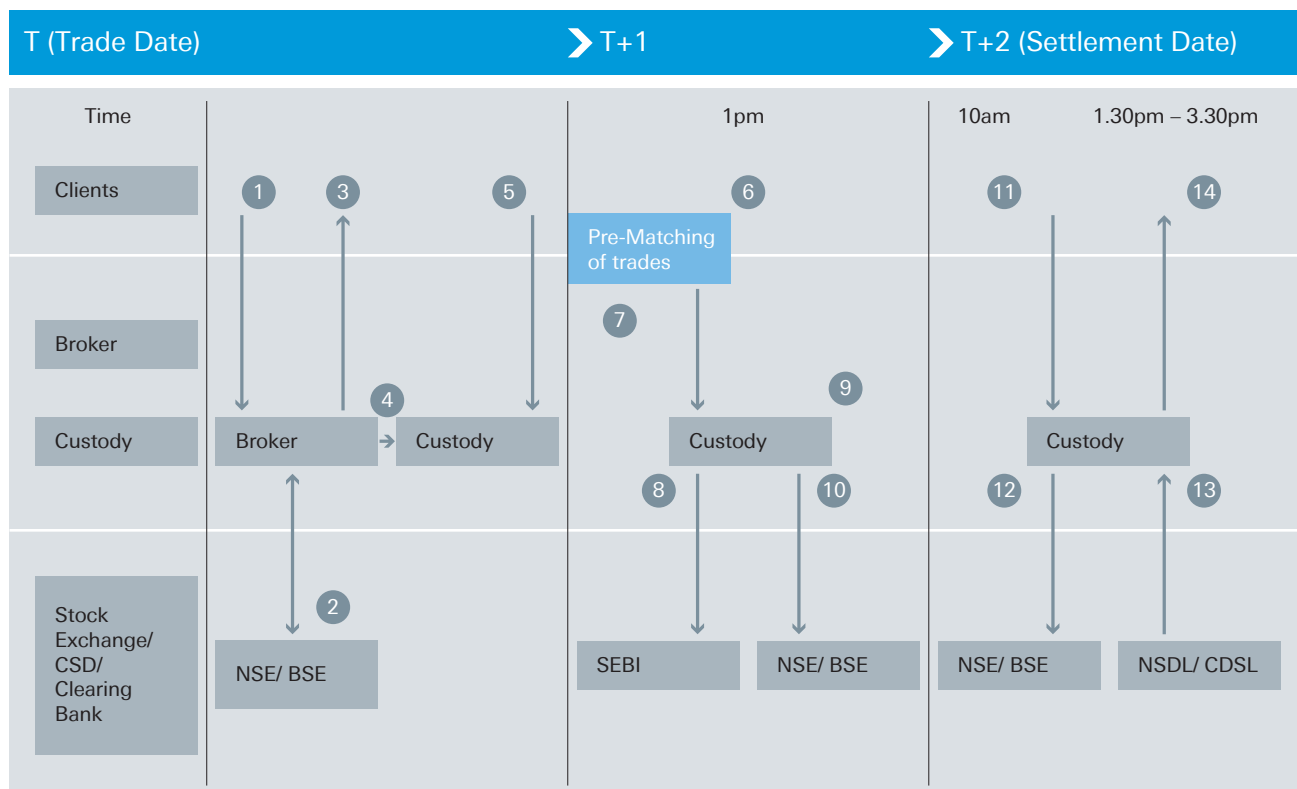 T (Trade Date)
T+1
T+2 (Settlement Date)
Time
1pm
10am
1.30pm – 3.30pm
Clients
1
3
5
6
11
14
Pre-Matching
of trades
7
Broker
9
4
Custody
Broker
Custody
Custody
Custody
8
10
12
13
2
Stock
Exchange/
CSD/
Clearing
Bank
NSE/ BSE
SEBI
NSE/ BSE
NSE/ BSE
NSDL/ CDSL